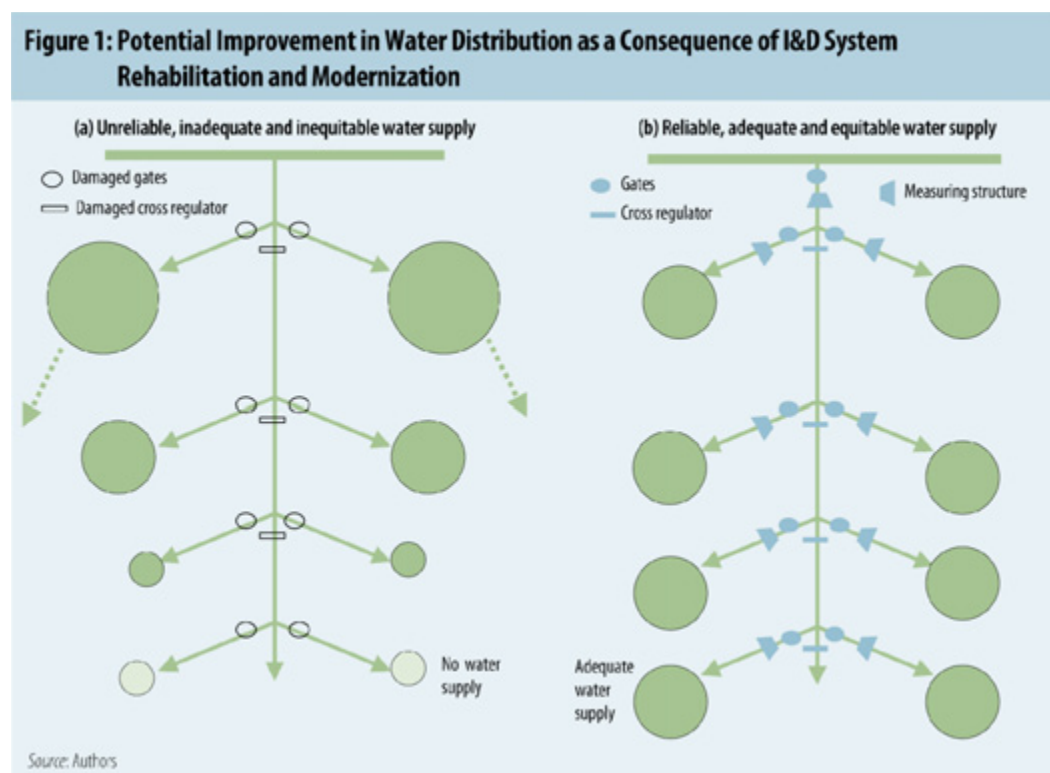 Figure 1: Potential Improvement in Water Distribution as a Consequence of I&D System
Rehabilitation and Modernization
(a) Unreliable, inadequate and inequitable water supply
Damaged gates
Damaged cross regulator
No water
supply
(b) Reliable, adequate and equitable water supply
Gates
Cross regulator
Measuring structure
Adequate
water
supply
Source: Authors